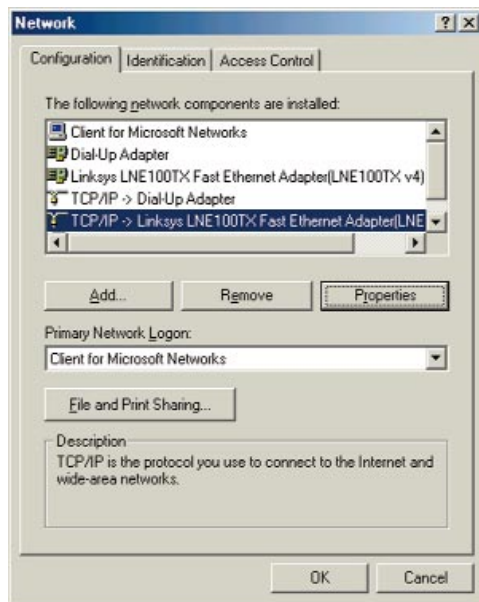 Network
Configuration Identification Access Control
The following network components are installed:
Client for Microsoft Networks
Dial-Up Adapter
Linksys LNE100TX Fast Ethernet Adapter(LNE100TX v4)
TCP/IP -> Dial-Up Adapter
TCP/IP -> Linksys LNE100TX Fast Ethernet Adapter(LNE
Add... Remove Properties
Primary Network Logon:
Client for Microsoft Networks
File and Print Sharing...
Description
TCP/IP is the protocol you use to connect to the Internet and
wide-area networks.
OK Cancel